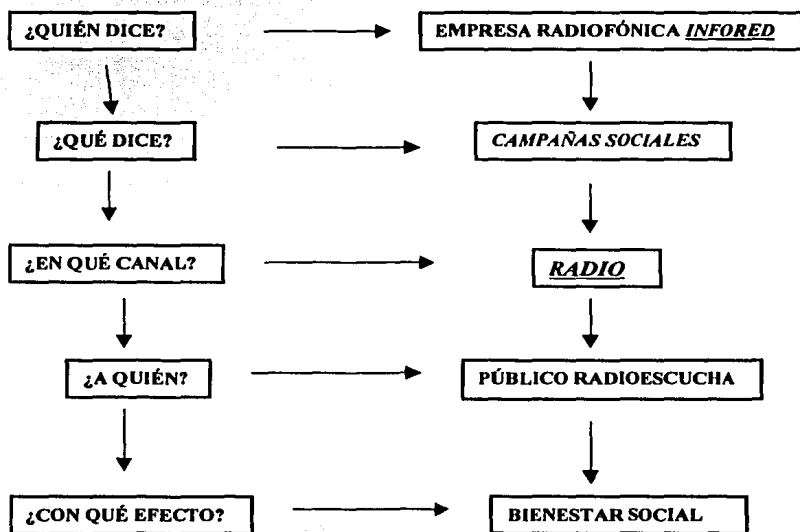 ¿QUIÉN DICE? EMPRESA RADIOFÓNICA INFORED
¿QUÉ DICE? CAMPAÑAS SOCIALES
¿EN QUÉ CANAL? RADIO
¿A QUIÉN? PÚBLICO RADIOESCUCHA
¿CON QUÉ EFECTO? BIENESTAR SOCIAL